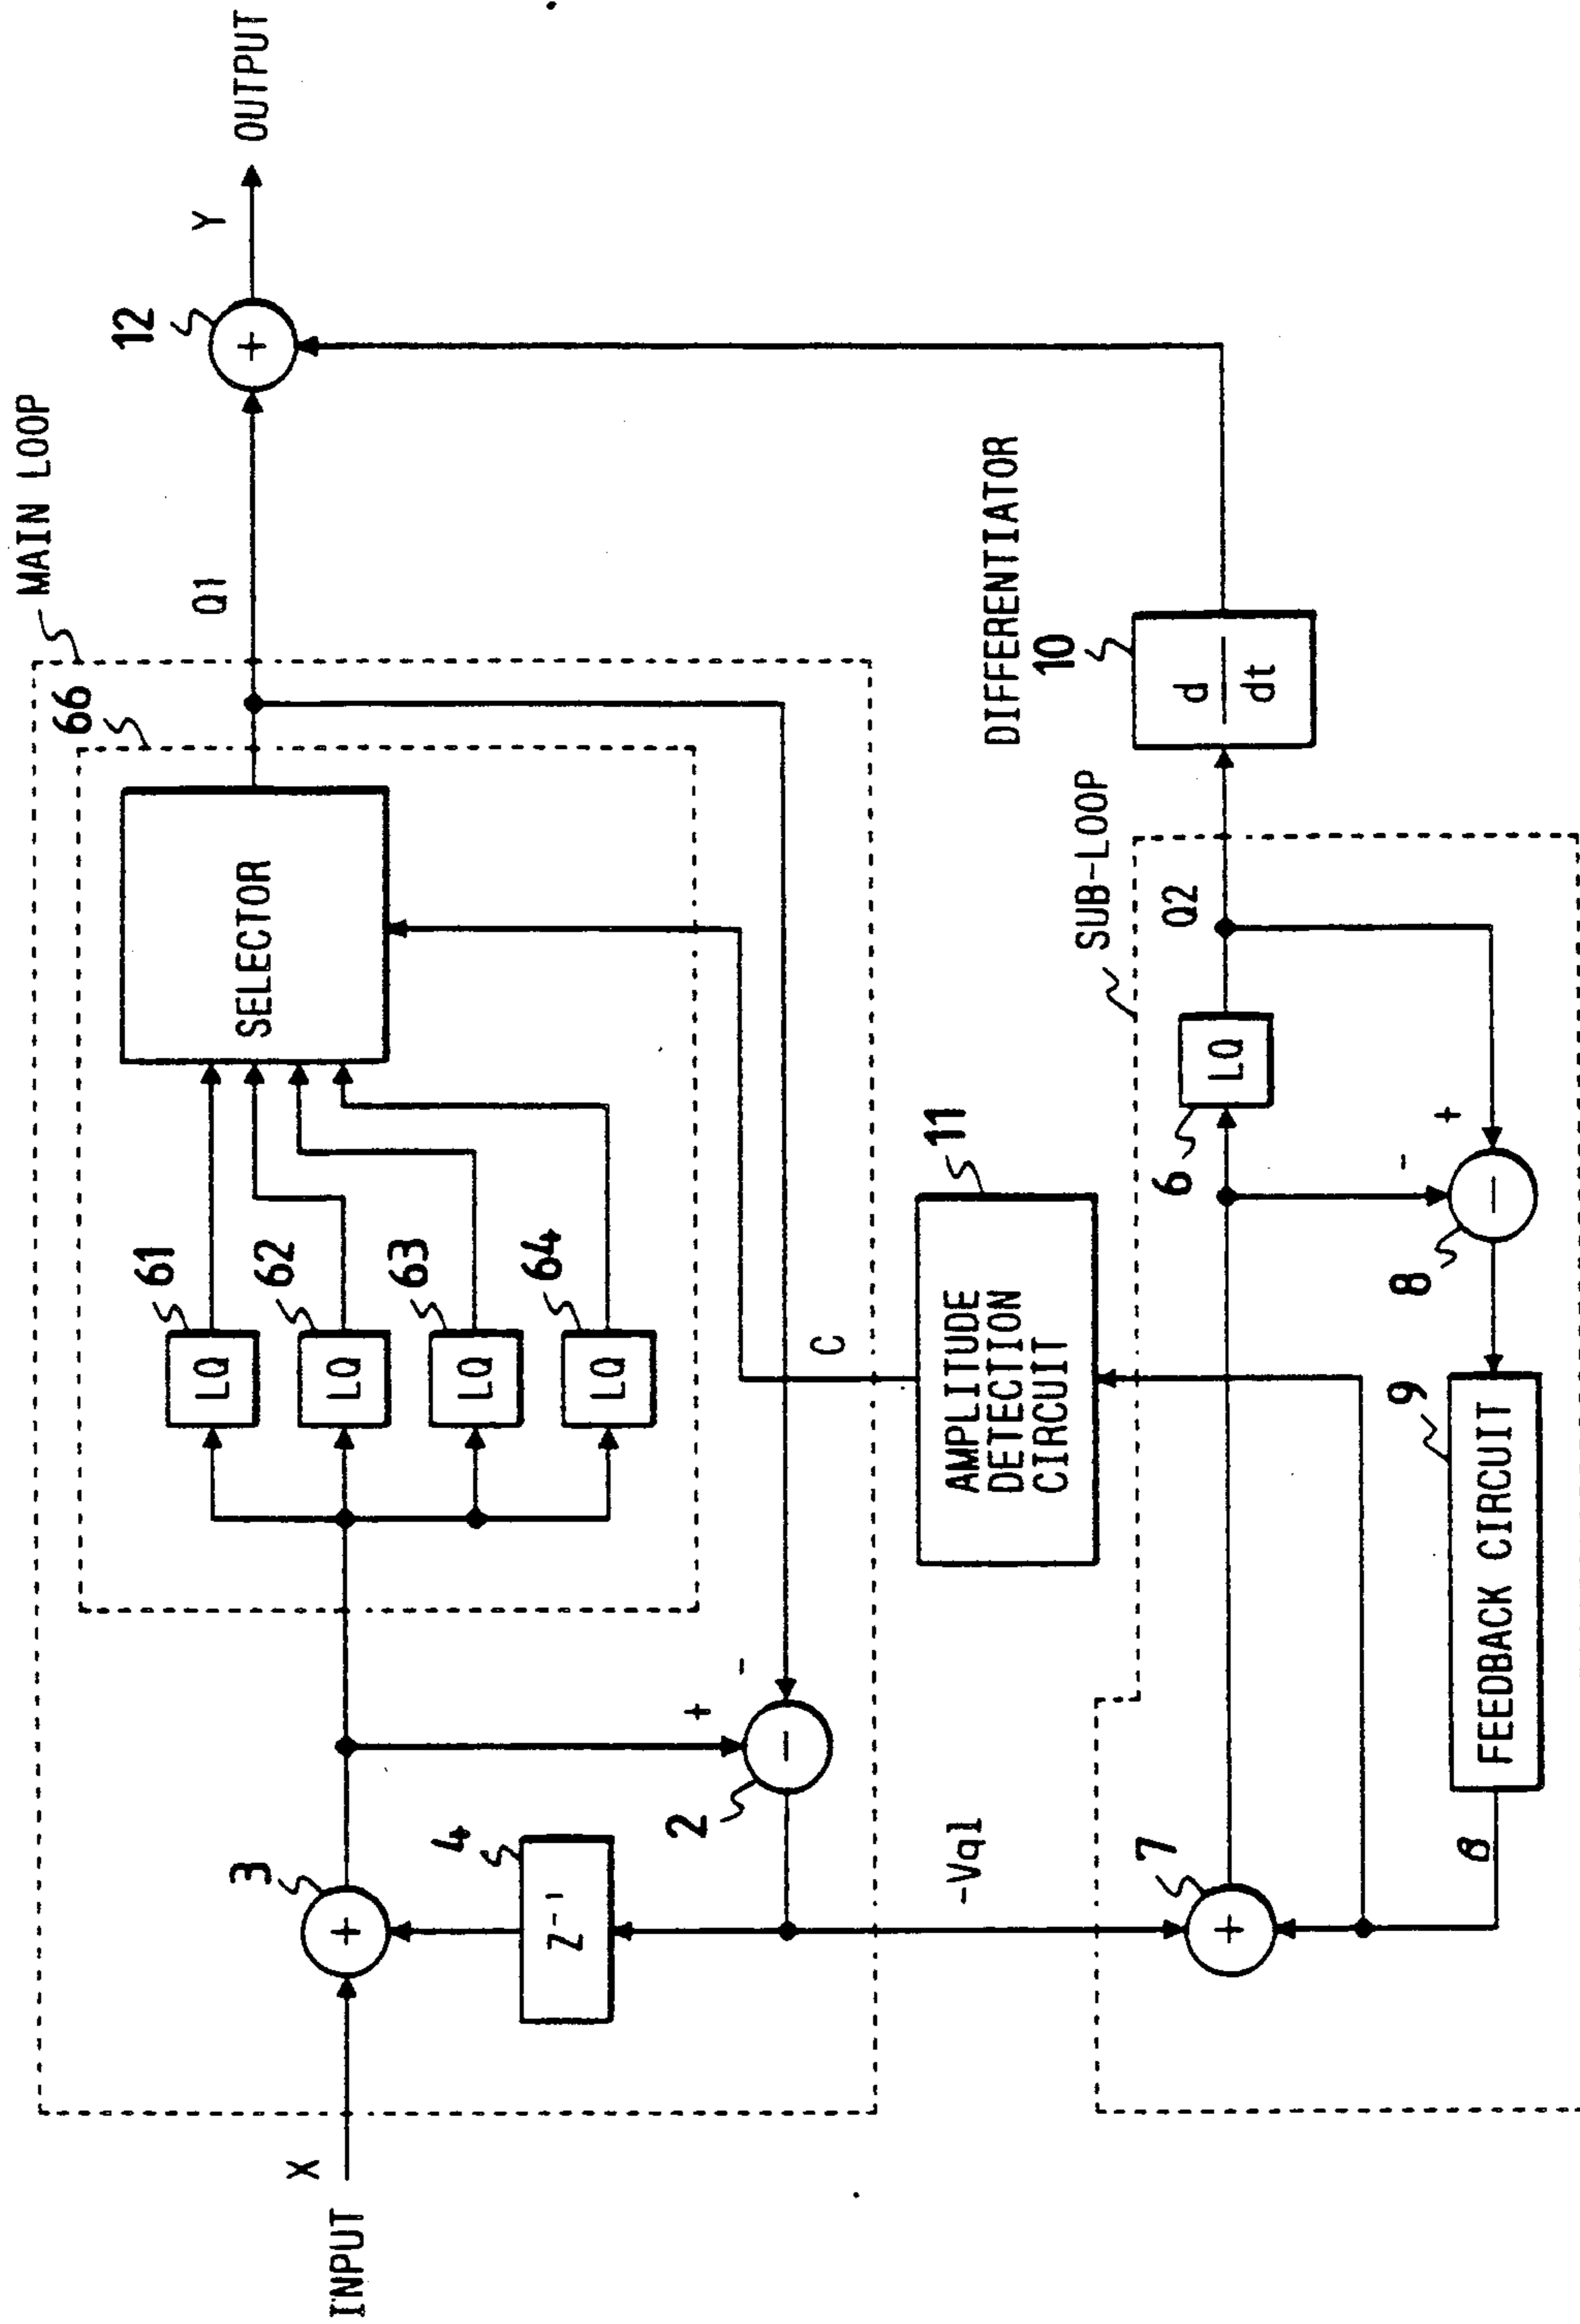 MAIN LOOP
66
SELECTOR
61
LQ
62
LQ
63
LQ
64
LQ
Q1
12
+
Y
OUTPUT
INPUT
X
3
+
4
Z⁻¹
2
+
-
-
C
AMPLITUDE
DETECTION
CIRCUIT
11
DIFFERENTIATOR
10
d
dt
SUB-LOOP
Q2
LQ
6
-Vq1
7
+
-
+
-
8
FEEDBACK CIRCUIT
9